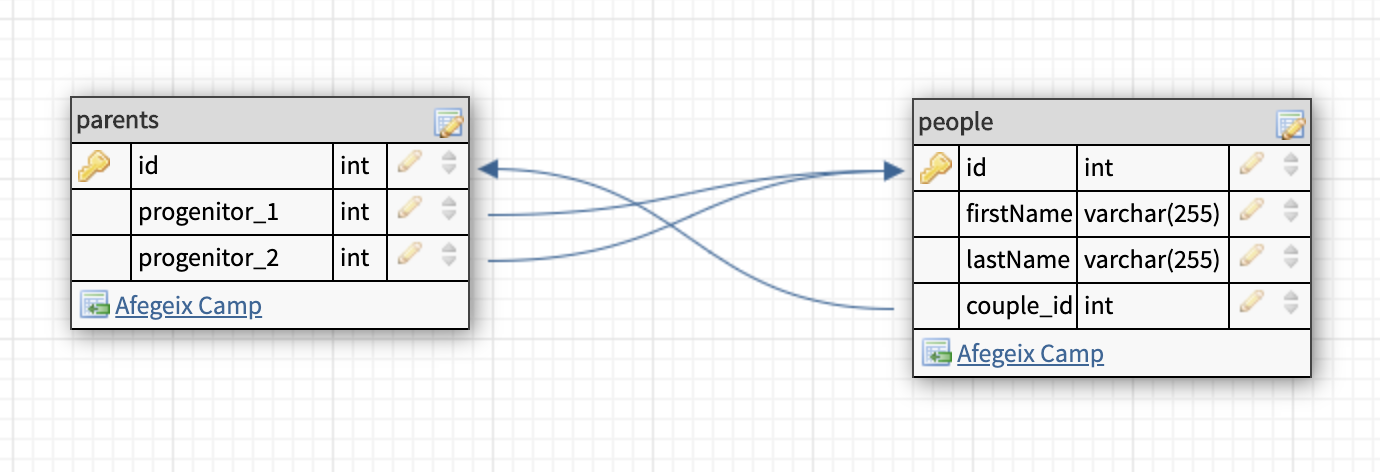 parents
id int
progenitor_1 int
progenitor_2 int
Afegeix Camp
people
id int
firstName varchar(255)
lastName varchar(255)
couple_id int
Afegeix Camp